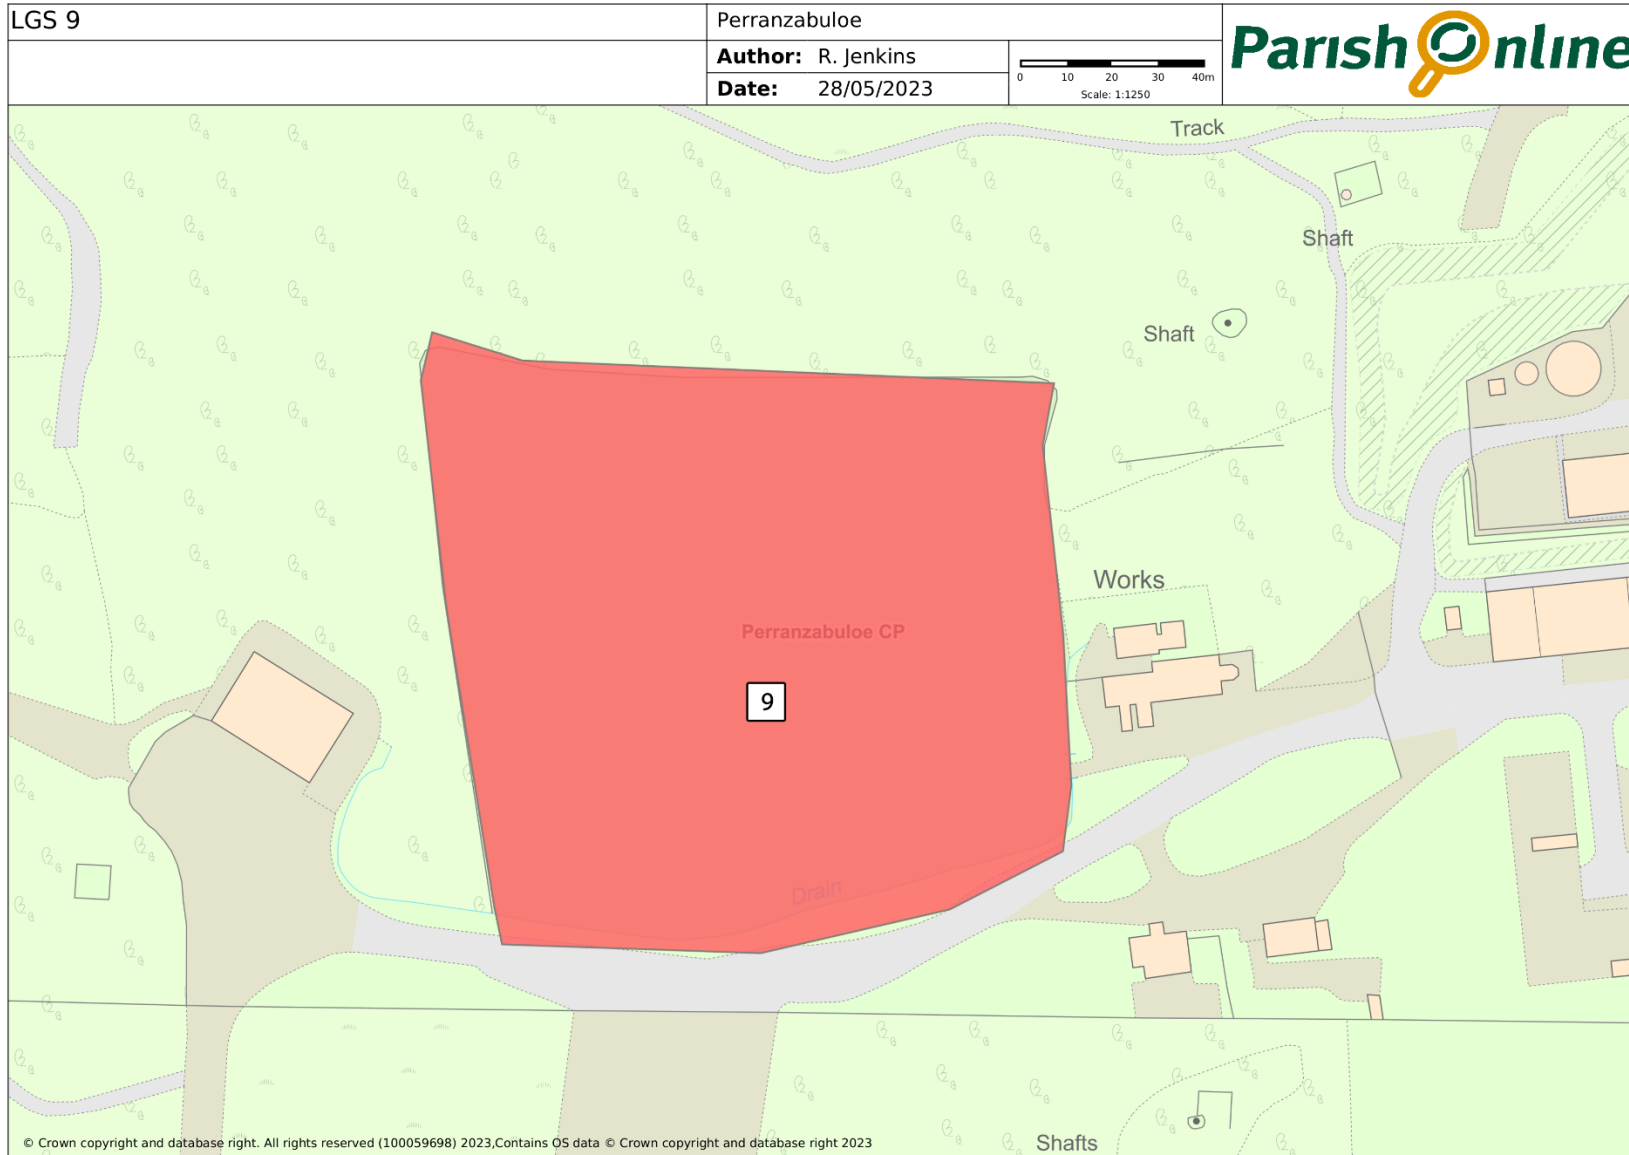 LGS 9
Perranzabuloe
Author: R. Jenkins
Date: 28/05/2023
0 10 20 30 40m
Scale: 1:1250
Parish Online
Track
Shaft
Shaft
Works
Perranzabuloe CP
9
Drain
Shafts
© Crown copyright and database right. All rights reserved (100059698) 2023,Contains OS data © Crown copyright and database right 2023